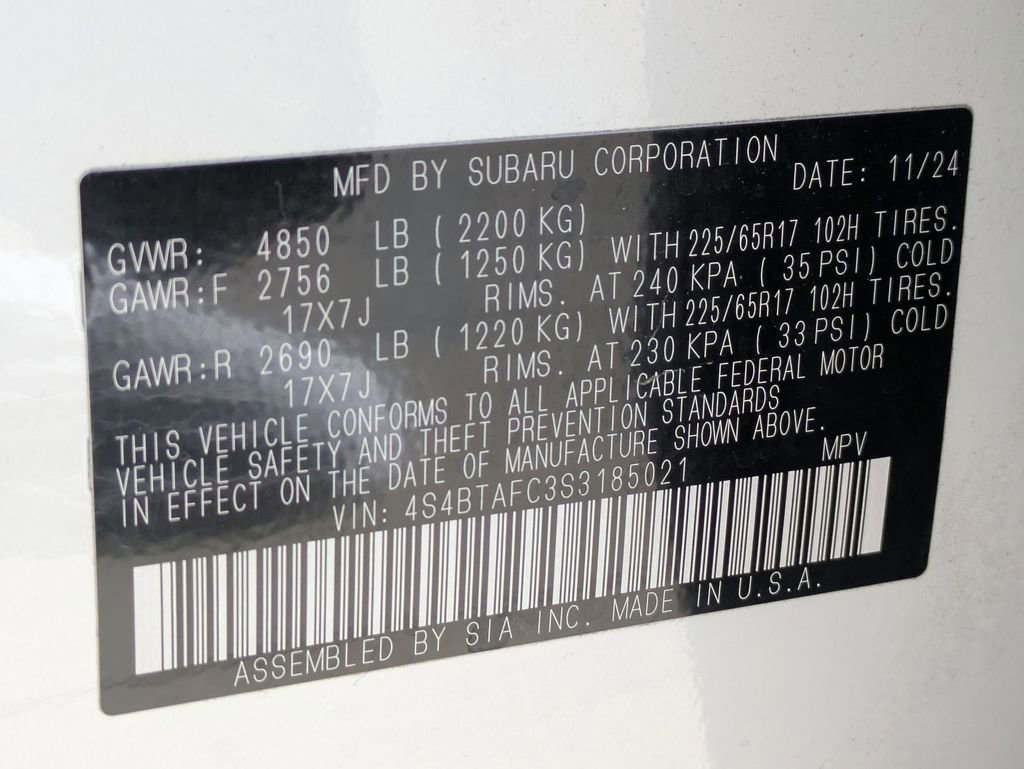 MFD BY SUBARU CORPORATION DATE: 11/24
GVWR: 4850 LB ( 2200 KG)
GAWR:F 2756 LB ( 1250 KG) WITH 225/65R17 102H TIRES.
17X7J RIMS. AT 240 KPA ( 35 PSI) COLD
GAWR:R 2690 LB ( 1220 KG) WITH 225/65R17 102H TIRES.
17X7J RIMS. AT 230 KPA ( 33 PSI) COLD
THIS VEHICLE CONFORMS TO ALL APPLICABLE FEDERAL MOTOR
VEHICLE SAFETY AND THEFT PREVENTION STANDARDS
IN EFFECT ON THE DATE OF MANUFACTURE SHOWN ABOVE.
VIN: 4S4BTAFC3S3185021 MPV
ASSEMBLED BY SIA INC. MADE IN U.S.A.